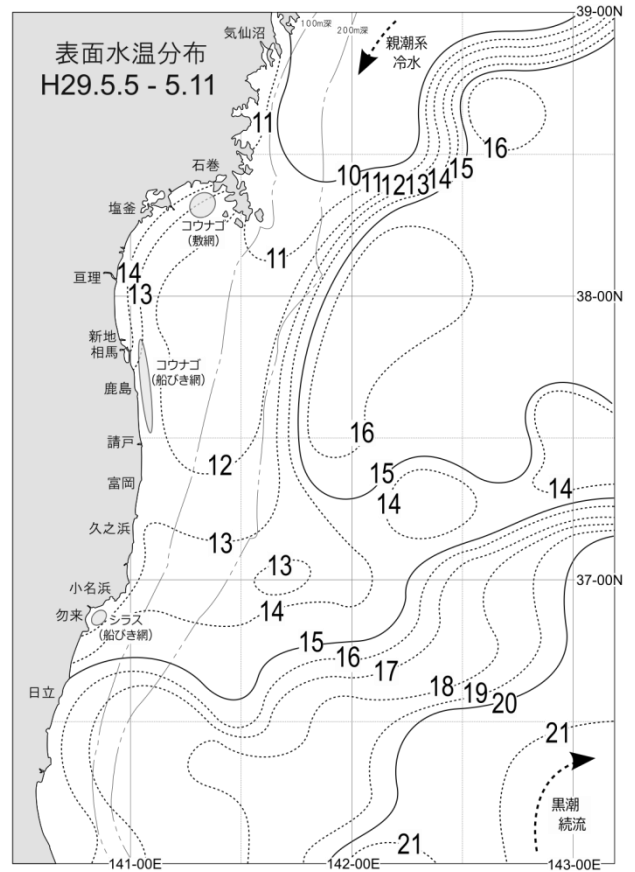 39-00N
気仙沼
100m深
200m深
親潮系
冷水
表面水温分布
H29.5.5 - 5.11
11
16
石巻
10
11
12
13
14
15
塩釜
コウナゴ
(敷網)
11
亘理
14
13
38-00N
新地
相馬
コウナゴ
(船びき網)
鹿島
16
請戸
12
15
富岡
14
14
久之浜
13
13
37-00N
小名浜
14
勿来
シラス
(船びき網)
15
16
17
日立
18
19
20
21
黒潮
続流
21
141-00E
142-00E
143-00E